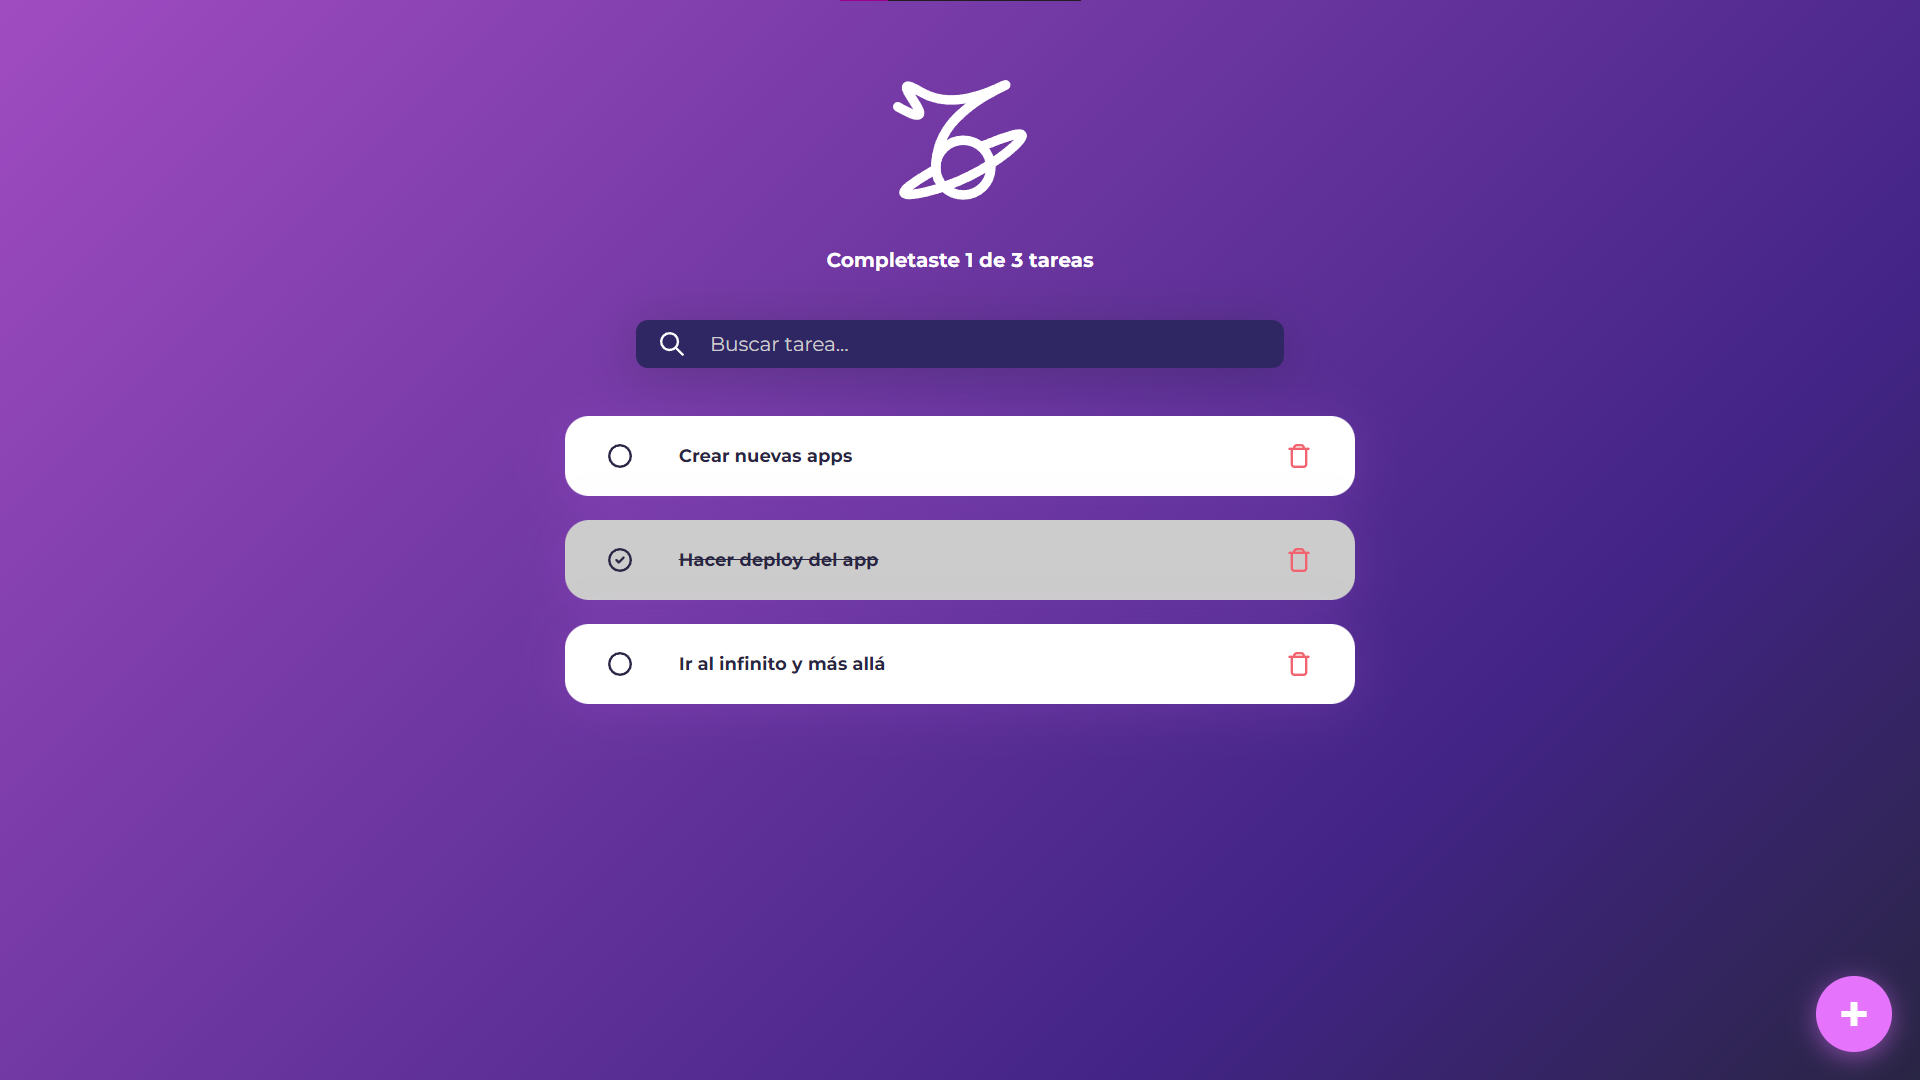 Completaste 1 de 3 tareas
Buscar tarea...
Crear nuevas apps
Hacer deploy del app
Ir al infinito y más allá